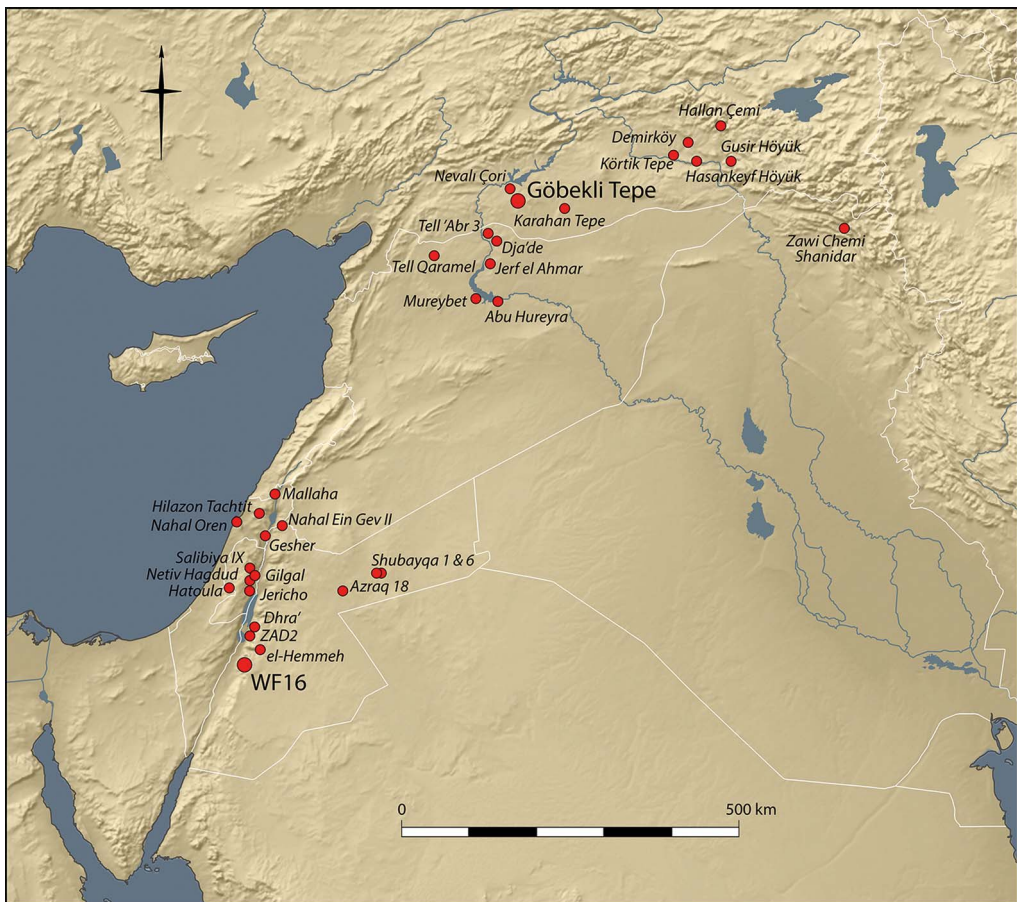 Hallan Çemi
Demirköy
Gusir Höyük
Körtik Tepe
Hasankeyf Höyük
Nevalı Çori
Göbekli Tepe
Karahan Tepe
Tell 'Abr 3
Dja'de
Zawi Chemi
Shanidar
Tell Qaramel
Jerf el Ahmar
Mureybet
Abu Hureyra
Mallaha
Hilazon Tachtit
Nahal Oren
Nahal Ein Gev II
Gesher
Salibiya IX
Shubayqa 1 & 6
Netiv Hagdud
Gilgal
Hatoula
Jericho
Azraq 18
Dhra'
ZAD2
el-Hemmeh
WF16
0
500 km